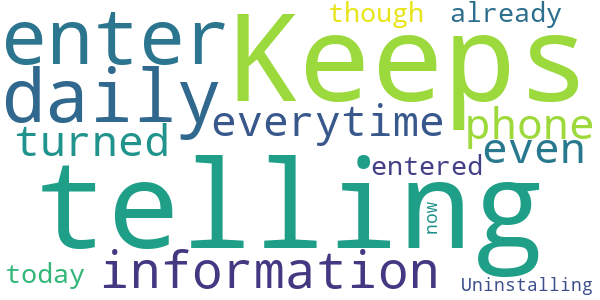 though already
enter Keeps
daily everytime phone
turned entered even
telling now
information
today Uninstalling